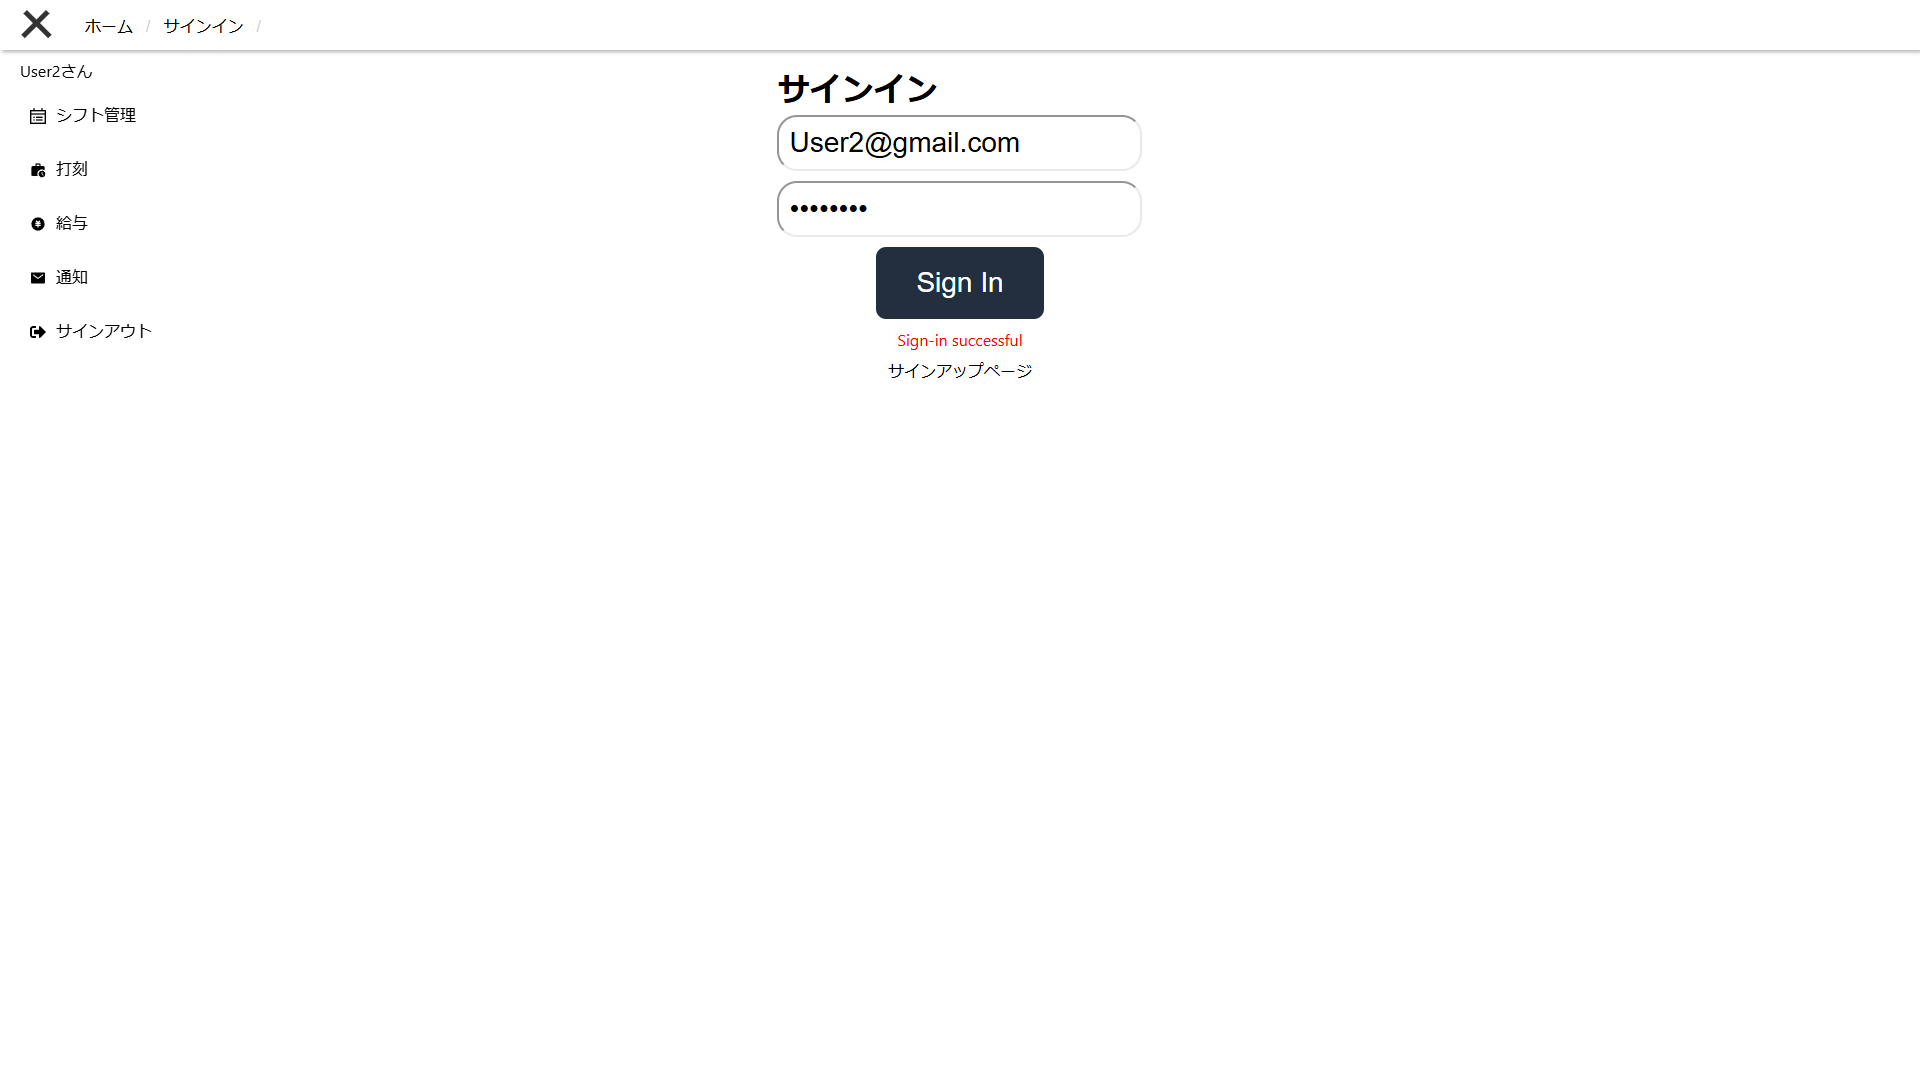 ホーム / サインイン /
User2さん
シフト管理
打刻
給与
通知
サインアウト
サインイン
User2@gmail.com
••••••••
Sign In
Sign-in successful
サインアップページ